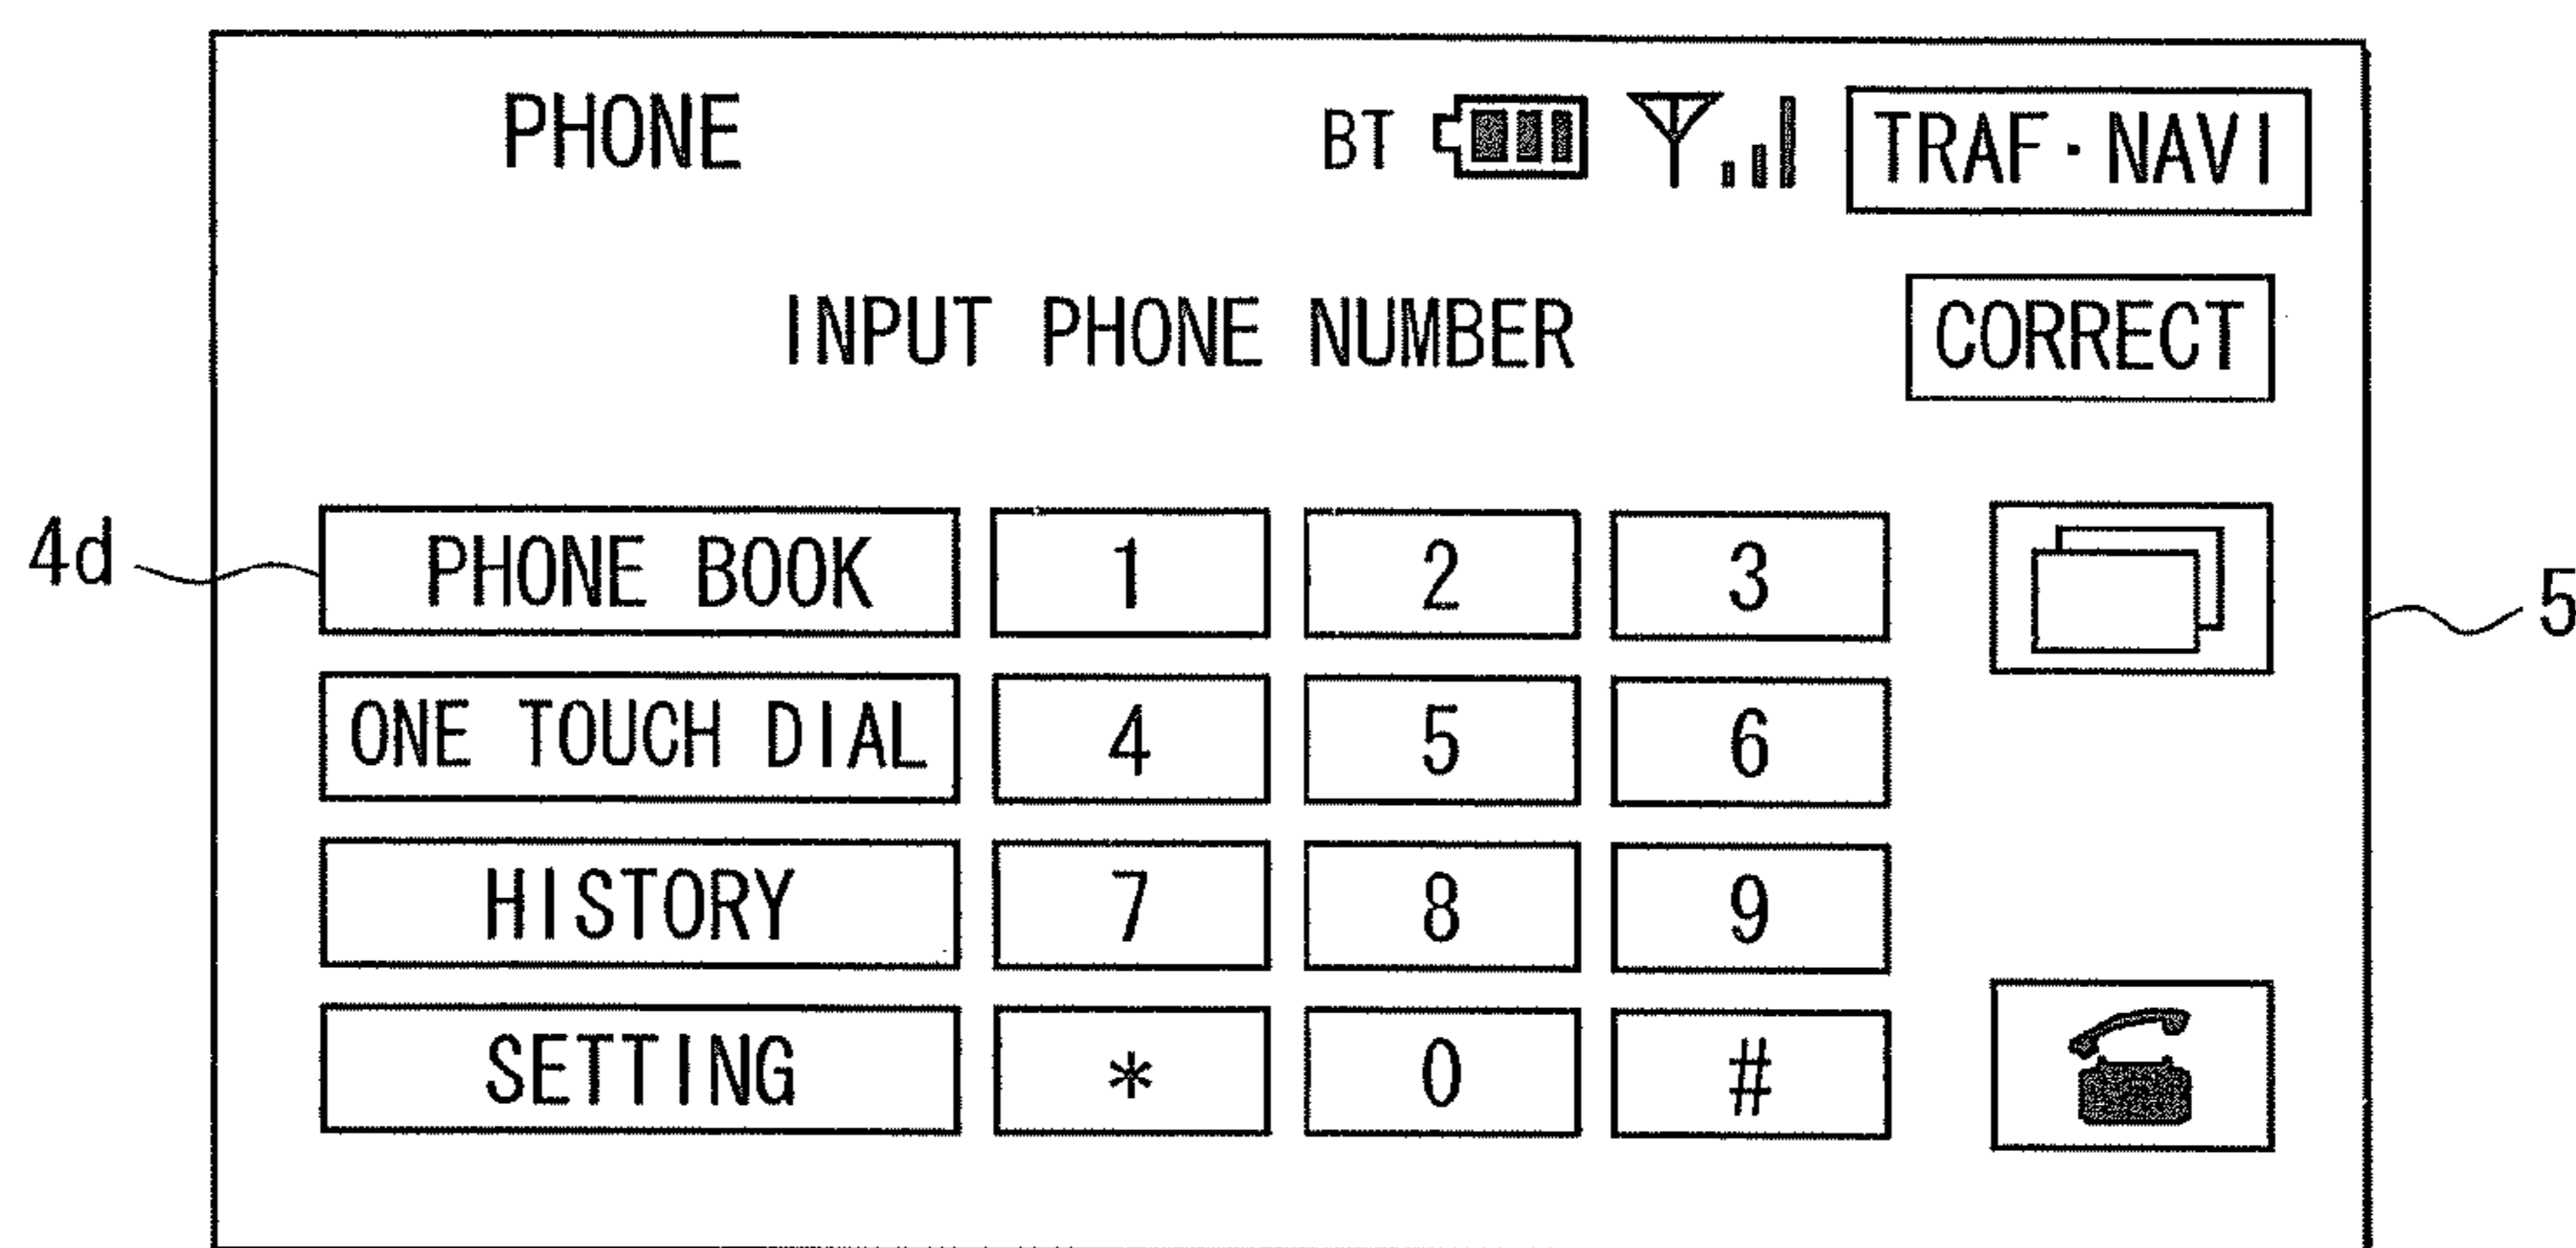 PHONE BT TRAF·NAVI
INPUT PHONE NUMBER CORRECT
4d PHONE BOOK 1 2 3 5
ONE TOUCH DIAL 4 5 6
HISTORY 7 8 9
SETTING * 0 #